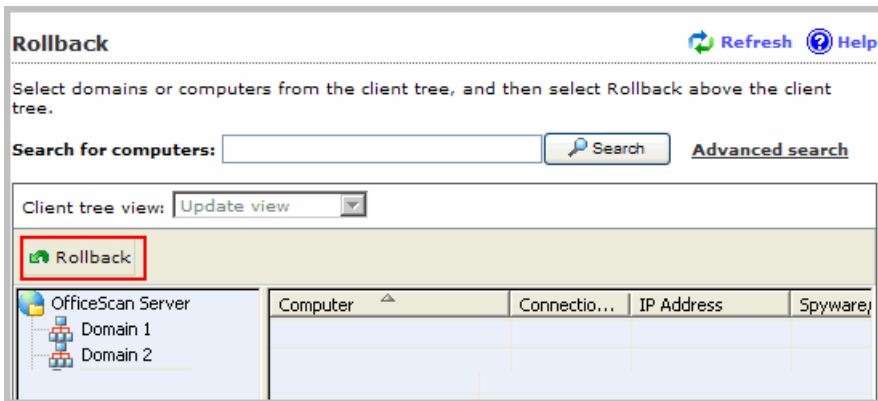 Rollback
Refresh
Help
Select domains or computers from the client tree, and then select Rollback above the client
tree.
Search for computers:
Search
Advanced search
Client tree view: Update view
Rollback
OfficeScan Server
Computer
Connectio...
IP Address
Spyware/
Domain 1
Domain 2